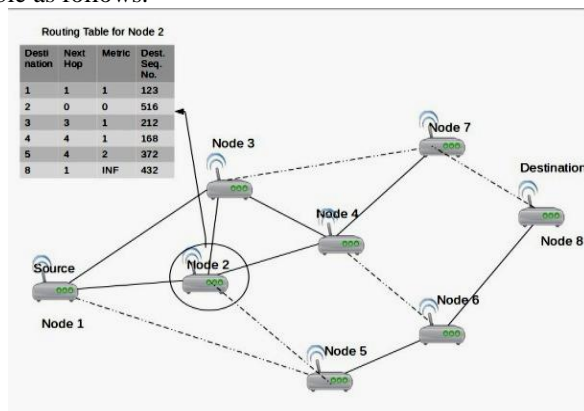 ble as follows.
Routing Table for Node 2
Desti Next Metric Dest.
nation Hop Seq.
No.
1 1 1 123
2 0 0 516
3 3 1 212
4 4 1 168
5 4 2 372
8 1 INF 432
Node 7
Node 3
Destination
Node 4
Node 8
Source
Node 2
Node 1
Node 6
Node 5